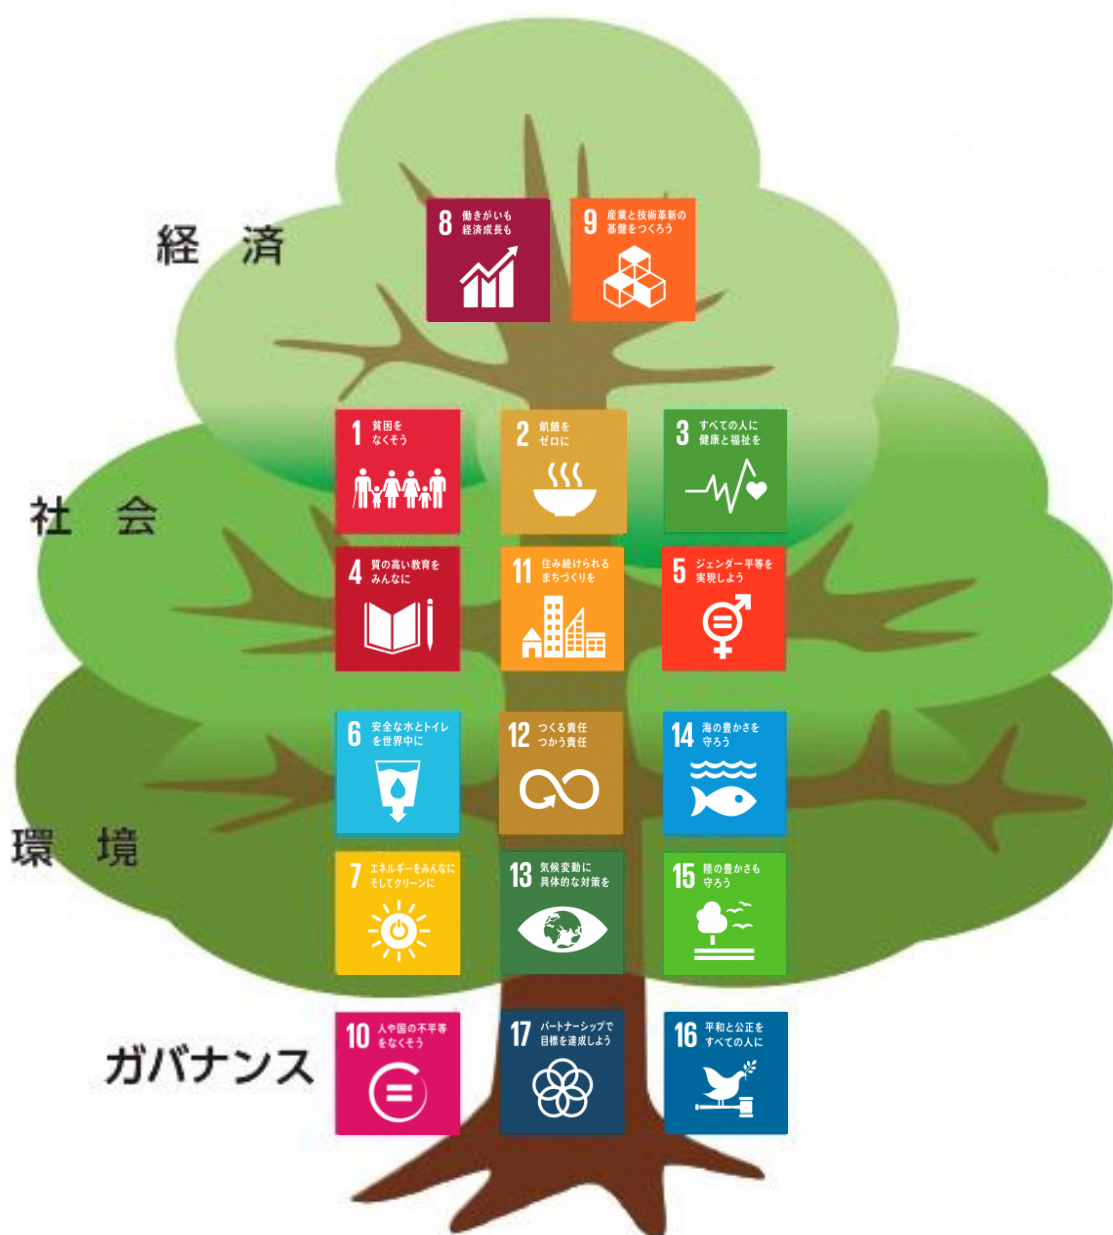 経 済
8 働きがいも
経済成長も
9 産業と技術革新の
基盤をつくろう
社 会
1 貧困を
なくそう
2 飢餓を
ゼロに
3 すべての人に
健康と福祉を
4 質の高い教育を
みんなに
11 住み続けられる
まちづくりを
5 ジェンダー平等を
実現しよう
環 境
6 安全な水とトイレ
を世界中に
12 つくる責任
つかう責任
14 海の豊かさを
守ろう
7 エネルギーをみんなに
そしてクリーンに
13 気候変動に
具体的な対策を
15 陸の豊かさも
守ろう
ガバナンス
10 人や国の不平等
をなくそう
17 パートナーシップで
目標を達成しよう
16 平和と公正を
すべての人に